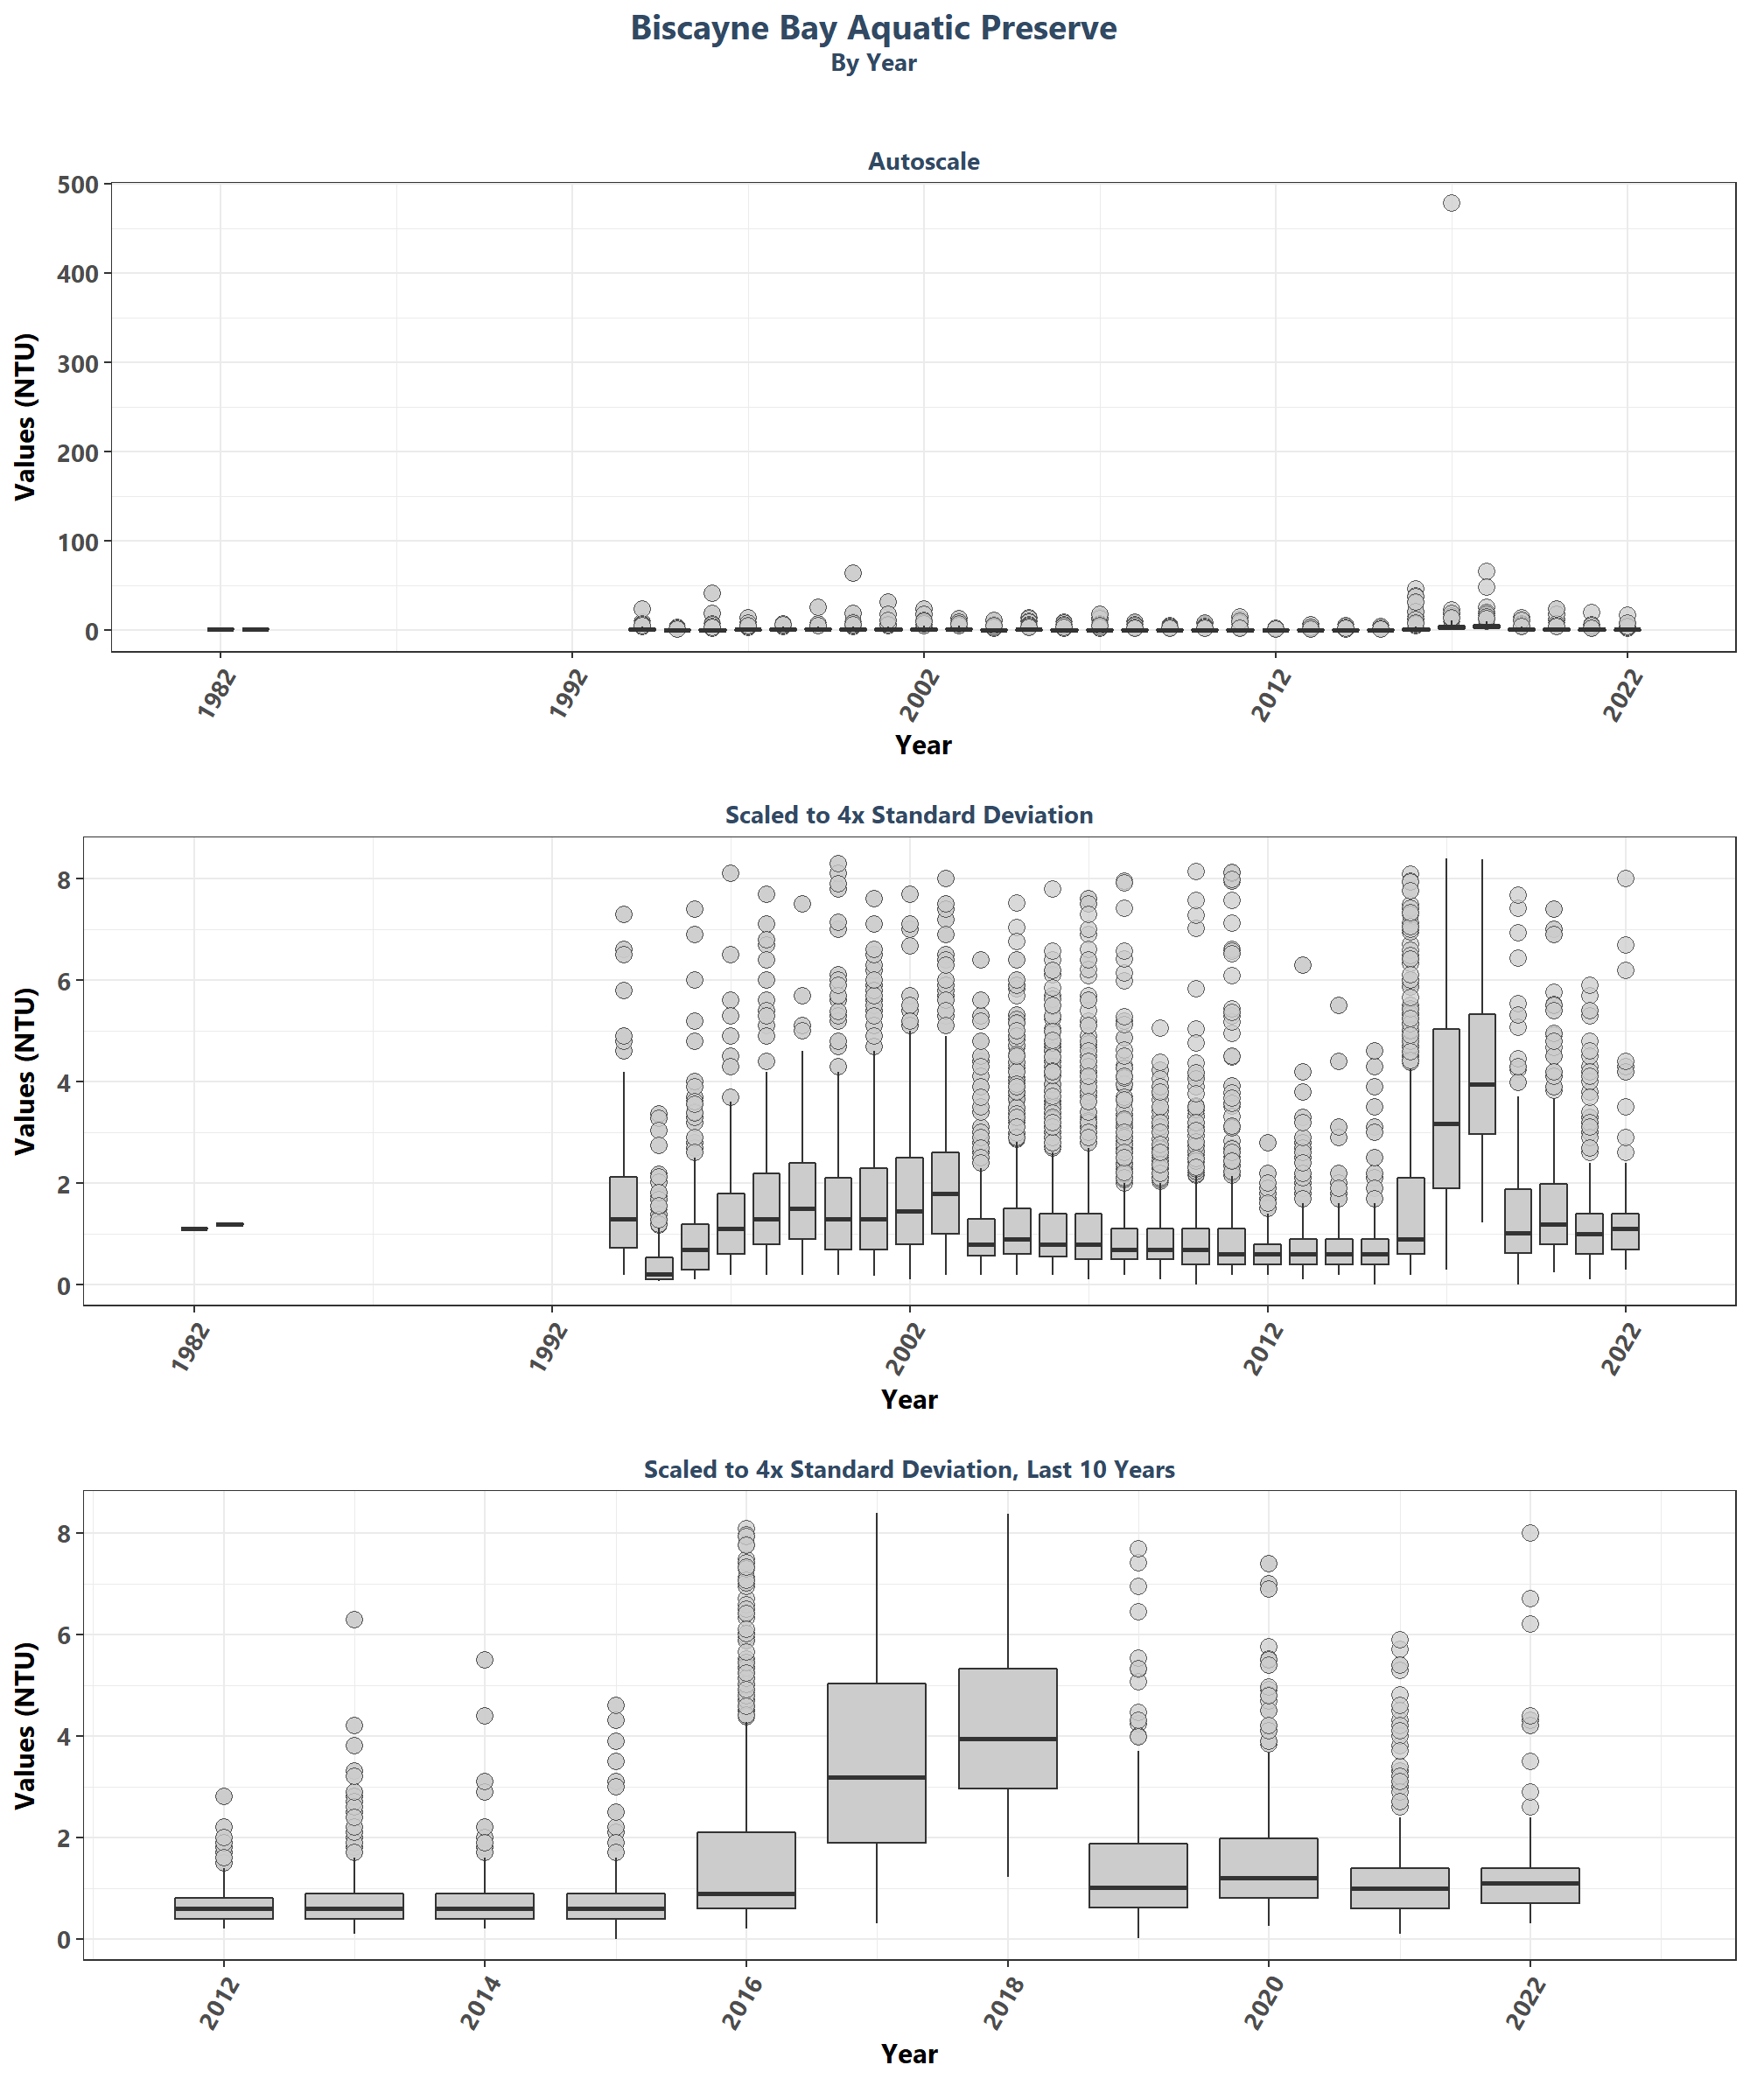 Biscayne Bay Aquatic Preserve
By Year
Autoscale
500
400
300
200
100
0
Values (NTU)
1982
1992
2002
2012
2022
Year
Scaled to 4x Standard Deviation
8
6
4
2
0
Values (NTU)
1982
1992
2002
2012
2022
Year
Scaled to 4x Standard Deviation, Last 10 Years
8
6
4
2
0
Values (NTU)
2012
2014
2016
2018
2020
2022
Year